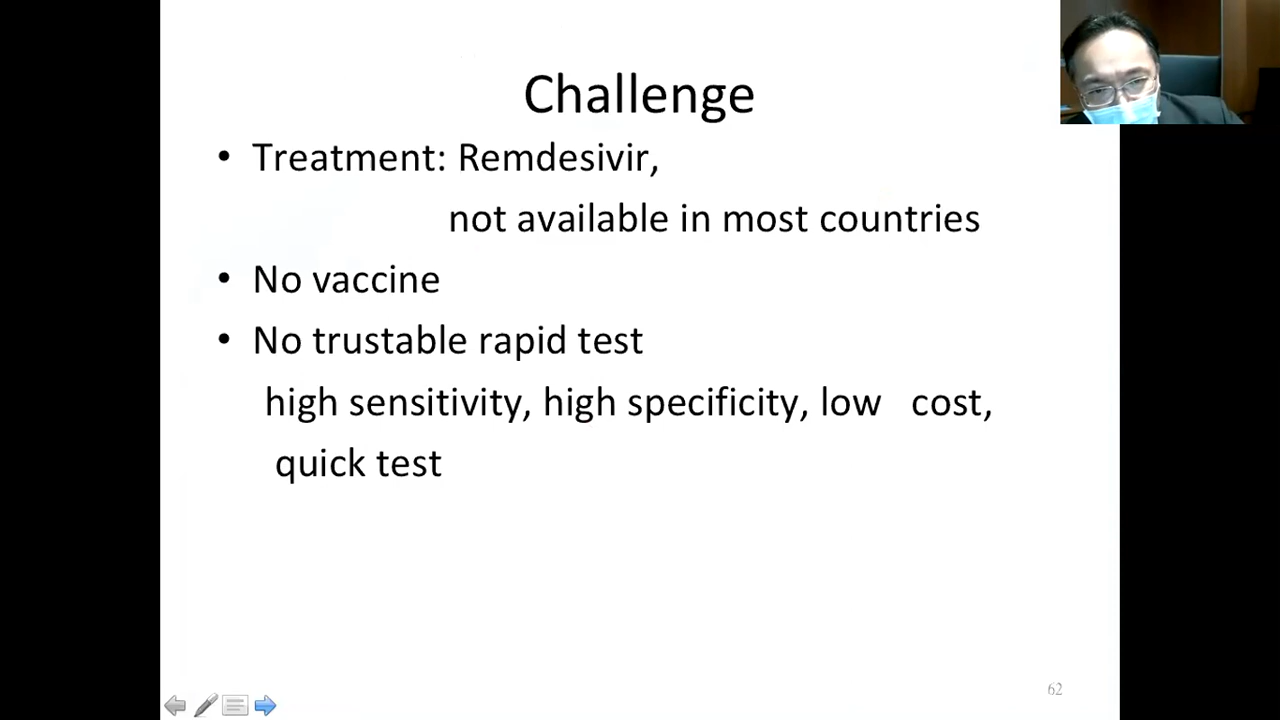 Challenge
• Treatment: Remdesivir,
not available in most countries
• No vaccine
• No trustable rapid test
high sensitivity, high specificity, low cost,
quick test
62